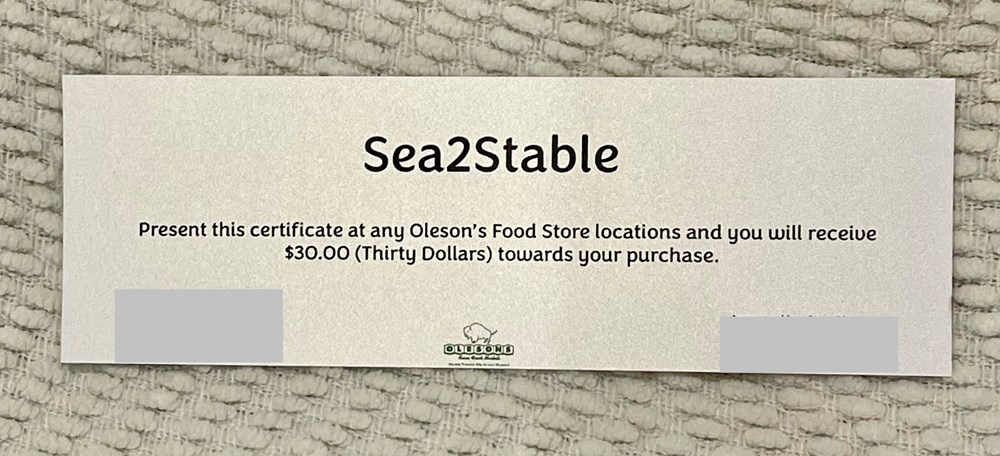 Sea2Stable
Present this certificate at any Oleson's Food Store locations and you will receive
$30.00 (Thirty Dollars) towards your purchase.
OLESONS